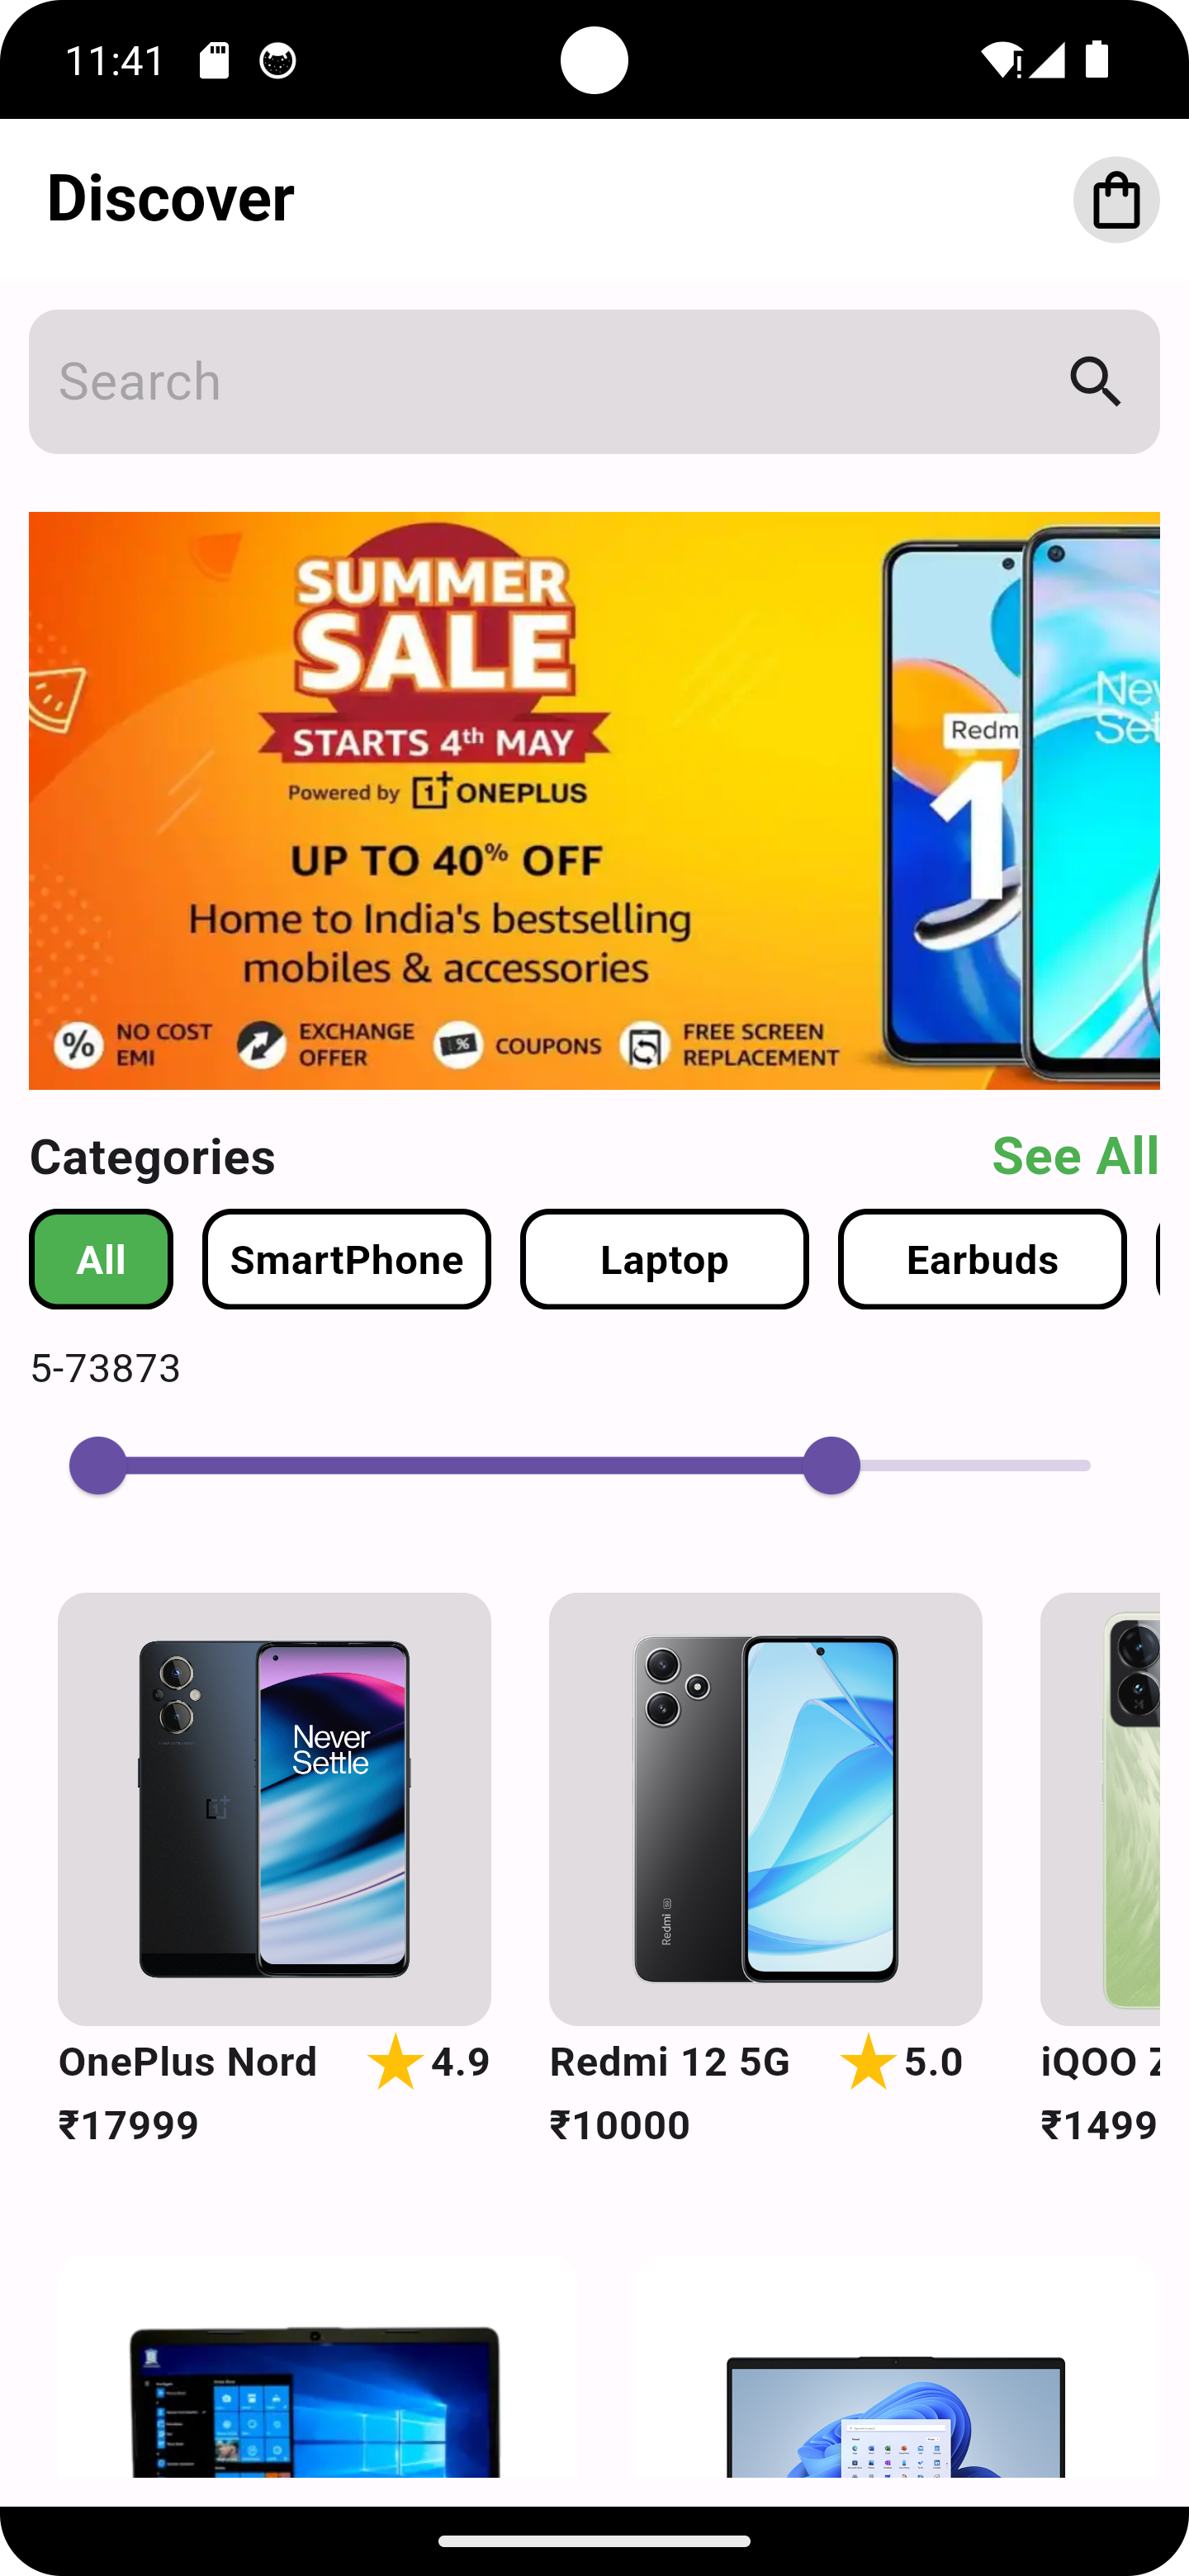 11:41
Discover
Search
SUMMER
SALE
STARTS 4th MAY
Powered by ONEPLUS
UP TO 40% OFF
Home to India's bestselling
mobiles & accessories
NO COST
EMI
EXCHANGE
OFFER
COUPONS
FREE SCREEN
REPLACEMENT
Redm
1
Nev
Set
Categories
See All
All
SmartPhone
Laptop
Earbuds
5-73873
Never
Settle
Redmi
OnePlus Nord
4.9
₹17999
Redmi 12 5G
5.0
₹10000
iQOO Z
₹1499